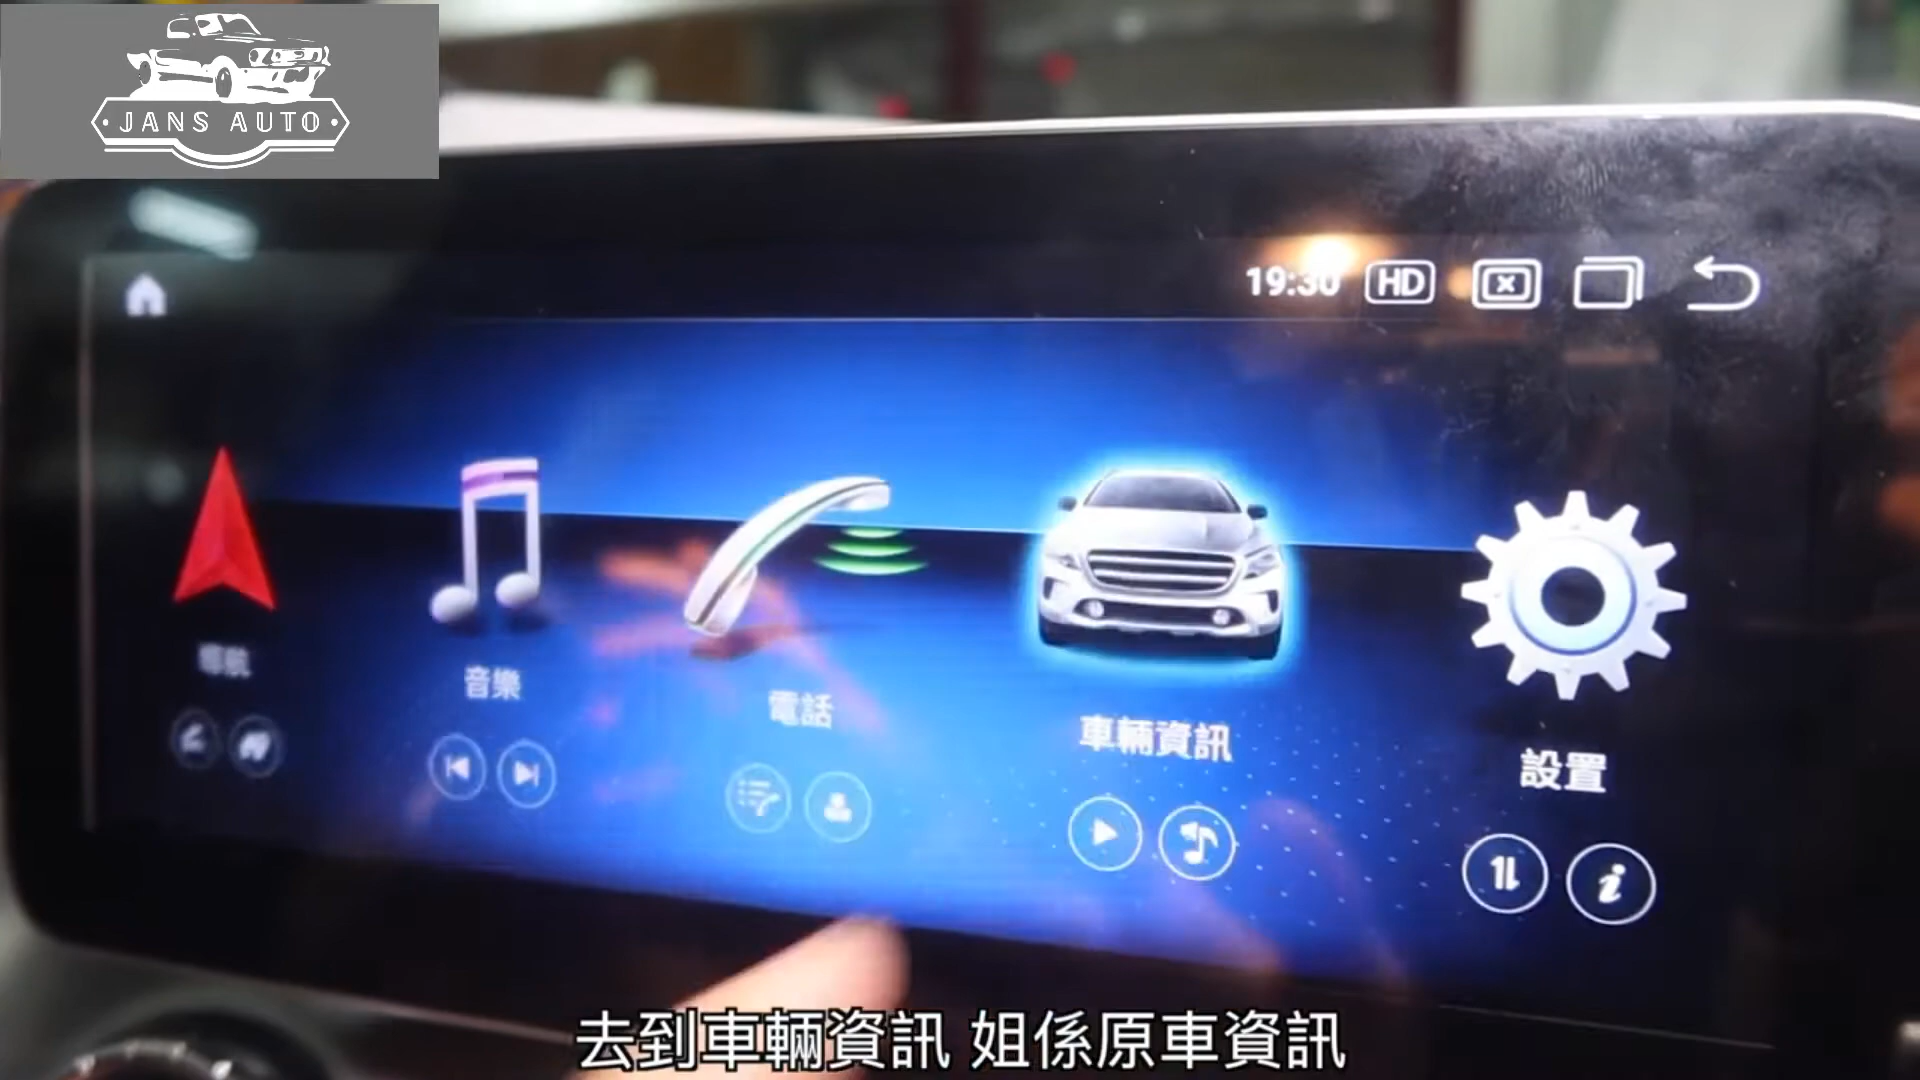 JANS AUTO
19:30 HD
導航
音樂
電話
車輛資訊
設置
去到車輛資訊 姐係原車資訊